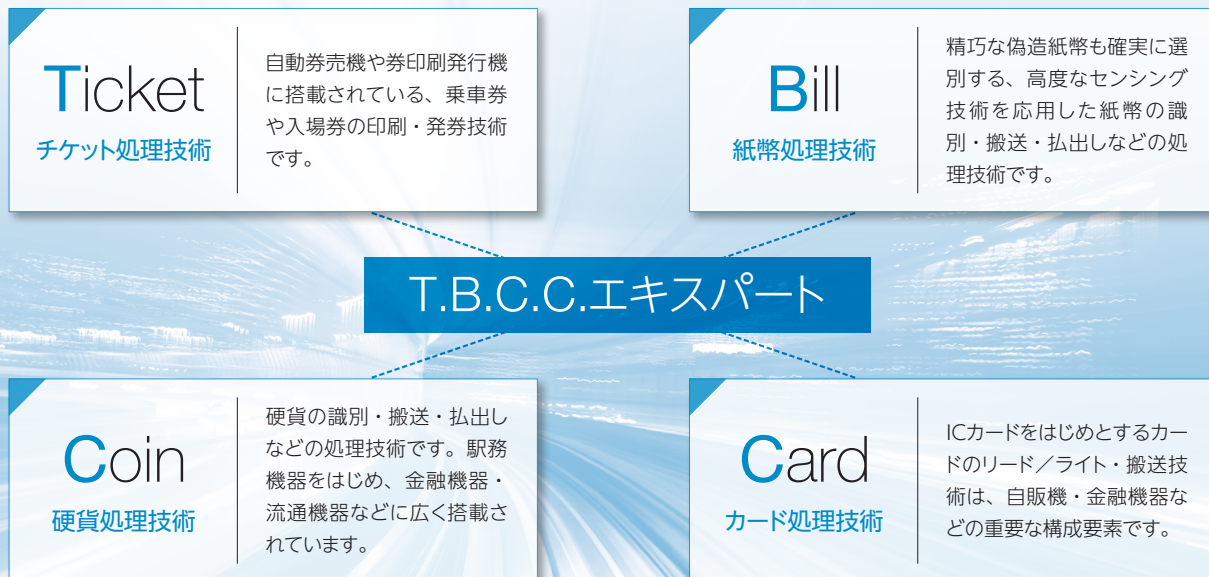 Ticket
チケット処理技術
自動券売機や券印刷発行機
に搭載されている、乗車券
や入場券の印刷・発券技術
です。
Bill
紙幣処理技術
精巧な偽造紙幣も確実に選
別する、高度なセンシング
技術を応用した紙幣の識
別・搬送・払出しなどの処
理技術です。
T.B.C.C.エキスパート
Coin
硬貨処理技術
硬貨の識別・搬送・払出し
などの処理技術です。駅務
機器をはじめ、金融機器・
流通機器などに広く搭載さ
れています。
Card
カード処理技術
ICカードをはじめとするカー
ドのリード／ライト・搬送技
術は、自販機・金融機器な
どの重要な構成要素です。